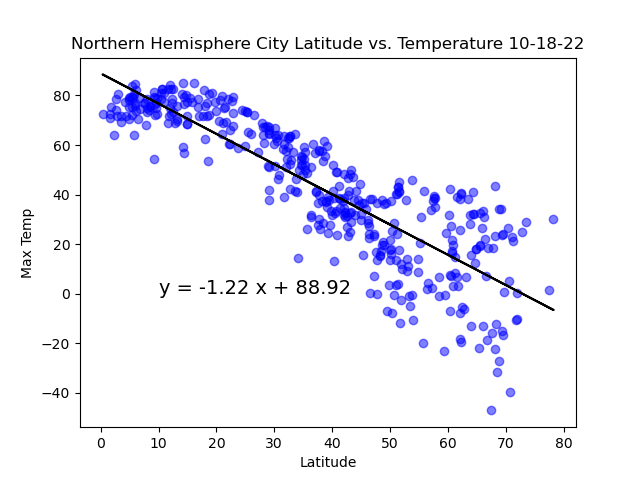 Northern Hemisphere City Latitude vs. Temperature 10-18-22
Max Temp
80
60
40
20
0
−20
−40
y = -1.22 x + 88.92
0 10 20 30 40 50 60 70 80
Latitude